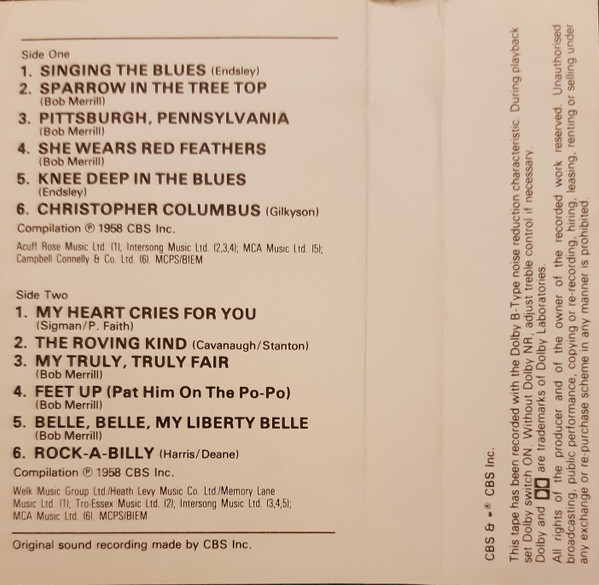 Side One
1. SINGING THE BLUES (Endsley)
2. SPARROW IN THE TREE TOP
(Bob Merrill)
3. PITTSBURGH, PENNSYLVANIA
(Bob Merrill)
4. SHE WEARS RED FEATHERS
(Bob Merrill)
5. KNEE DEEP IN THE BLUES
(Endsley)
6. CHRISTOPHER COLUMBUS (Gilkyson)
Compilation ℗ 1958 CBS Inc.
Acuff Rose Music Ltd. (1); Intersong Music Ltd. (2,3,4); MCA Music Ltd. (5);
Campbell Connelly & Co. Ltd. (6). MCPS/BIEM
Side Two
1. MY HEART CRIES FOR YOU
(Sigman/P. Faith)
2. THE ROVING KIND (Cavanaugh/Stanton)
3. MY TRULY, TRULY FAIR
(Bob Merrill)
4. FEET UP (Pat Him On The Po-Po)
(Bob Merrill)
5. BELLE, BELLE, MY LIBERTY BELLE
(Bob Merrill)
6. ROCK-A-BILLY (Harris/Deane)
Compilation ℗ 1958 CBS Inc.
Welk Music Group Ltd./Heath Levy Music Co. Ltd./Memory Lane
Music Ltd. (1); Tro-Essex Music Ltd. (2); Intersong Music Ltd. (3,4,5);
MCA Music Ltd. (6). MCPS/BIEM
Original sound recording made by CBS Inc.
CBS & ® CBS Inc.
This tape has been recorded with the Dolby B-Type noise reduction characteristic. During playback
set Dolby switch ON. Without Dolby NR, adjust treble control if necessary.
Dolby and are trademarks of Dolby Laboratories.
All rights of the producer and of the owner of the recorded work reserved. Unauthorised
broadcasting, public performance, copying or re-recording, hiring, leasing, renting or selling under
any exchange or re-purchase scheme in any manner is prohibited.